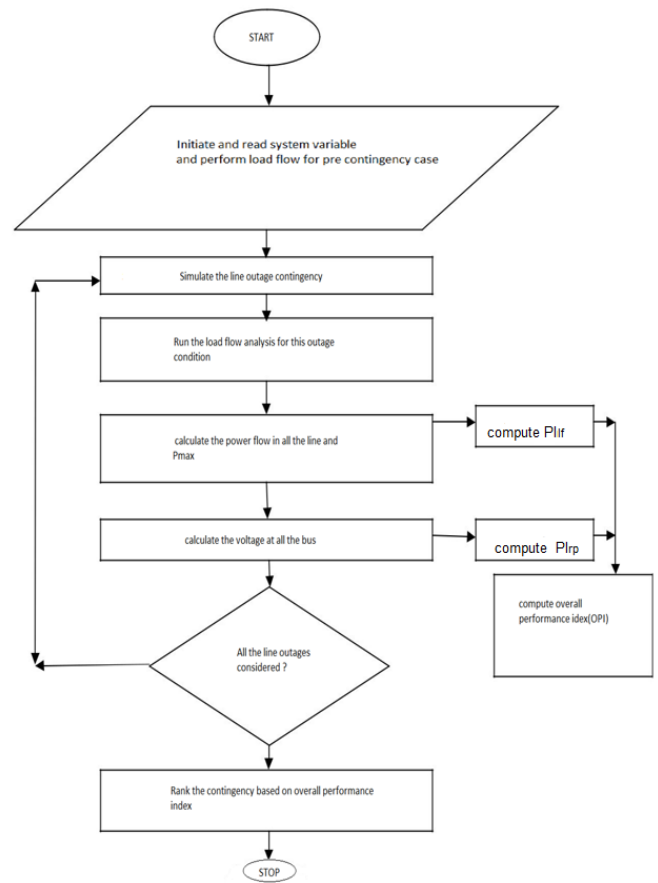 START
Initiate and read system variable
and perform load flow for pre contingency case
Simulate the line outage contingency
Run the load flow analysis for this outage
condition
calculate the power flow in all the line and
Pmax
compute PIlf
calculate the voltage at all the bus
compute PIrp
compute overall
performance idex(OPI)
All the line outages
considered ?
Rank the contingency based on overall performance
index
STOP